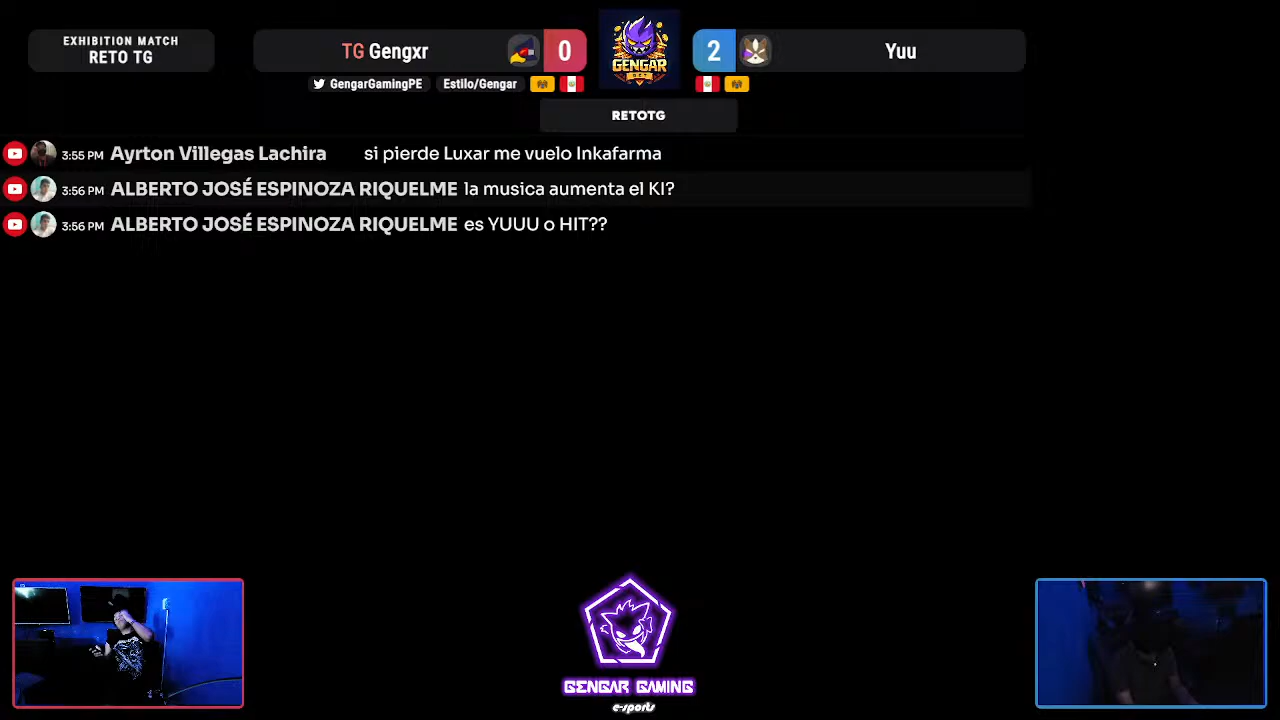 EXHIBITION MATCH
RETO TG
TG Gengxr
0
GENGAR
BET
2
Yuu
GengarGamingPE
Estilo/Gengar
RETOTG
3:55 PM Ayrton Villegas Lachira si pierde Luxar me vuelo Inkafarma
3:56 PM ALBERTO JOSÉ ESPINOZA RIQUELME la musica aumenta el KI?
3:56 PM ALBERTO JOSÉ ESPINOZA RIQUELME es YUUU o HIT??
GENGAR GAMING
e-sports